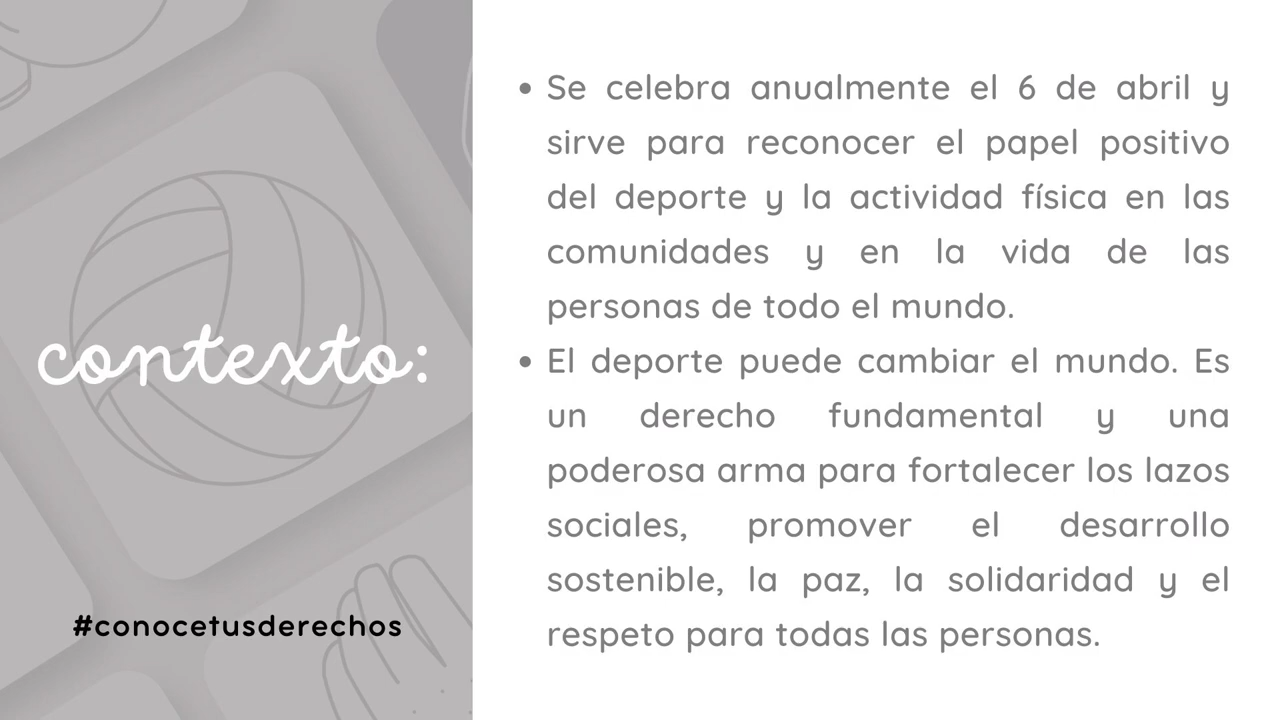 contexto:
#conocetusderechos
• Se celebra anualmente el 6 de abril y
sirve para reconocer el papel positivo
del deporte y la actividad física en las
comunidades y en la vida de las
personas de todo el mundo.
• El deporte puede cambiar el mundo. Es
un derecho fundamental y una
poderosa arma para fortalecer los lazos
sociales, promover el desarrollo
sostenible, la paz, la solidaridad y el
respeto para todas las personas.